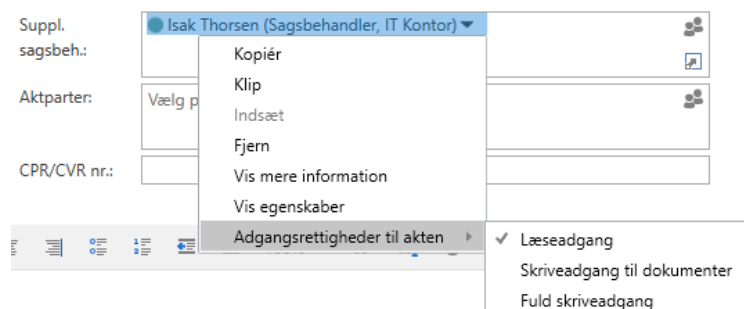 Suppl.
sagsbeh.:
Isak Thorsen (Sagsbehandler, IT Kontor)
Kopiér
Klip
Indsæt
Fjern
Vis mere information
Vis egenskaber
Adgangsrettigheder til akten
Aktparter:
Vælg p
CPR/CVR nr.:
Læseadgang
Skriveadgang til dokumenter
Fuld skriveadgang